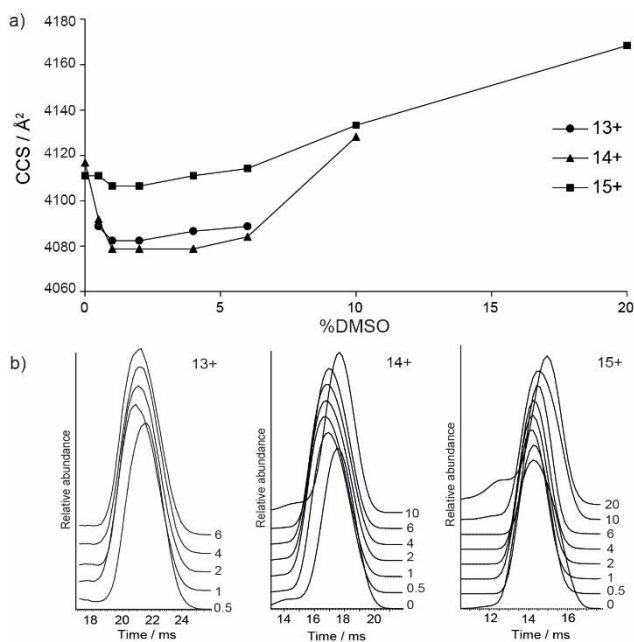 a)
4180
4160
4140
4120
4100
4080
4060
CCS / Å²
0
5
10
15
20
%DMSO
13+
14+
15+
b)
13+
Relative abundance
6
4
2
1
0.5
18 20 22 24
Time / ms
14+
Relative abundance
10
6
4
2
1
0.5
0
14 16 18 20
Time / ms
15+
Relative abundance
20
10
6
4
2
1
0.5
0
12 14 16
Time / ms